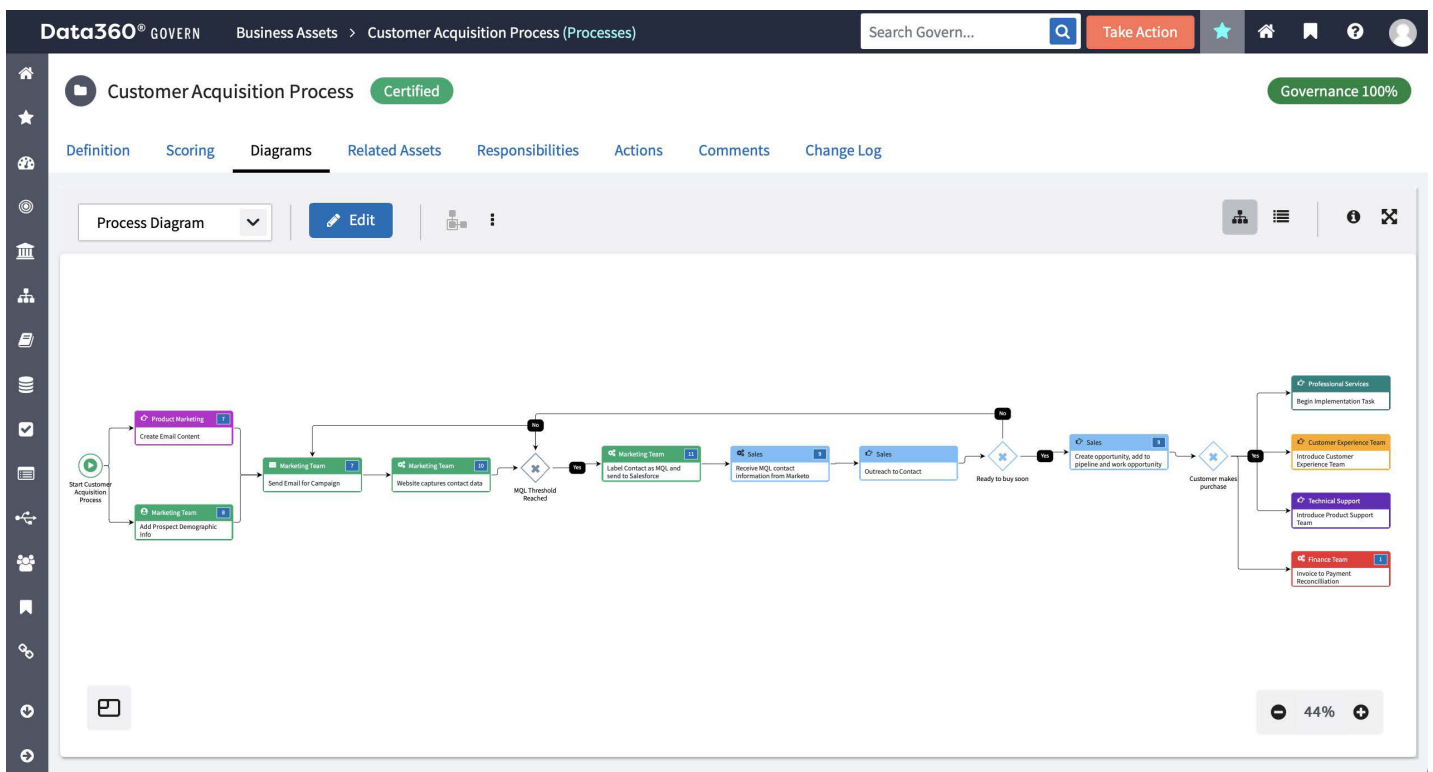 Data360® GOVERN Business Assets > Customer Acquisition Process (Processes) Search Govern... Take Action
Customer Acquisition Process Certified Governance 100%
Definition Scoring Diagrams Related Assets Responsibilities Actions Comments Change Log
Process Diagram Edit
Start Customer
Acquisition
Process
Product Marketing 7
Create Email Content
Marketing Team 8
Add Prospect Demographic
Info
Marketing Team 7
Send Email for Campaign
Marketing Team 10
Website captures contact data
No
MQL Threshold
Reached
Yes
Marketing Team 11
Label Contact as MQL and
send to Salesforce
Sales 9
Receive MQL contact
information from Marketo
Sales
Outreach to Contact
No
Ready to buy soon
Yes
Sales 9
Create opportunity, add to
pipeline and work opportunity
Customer makes
purchase
Yes
Professional Services
Begin Implementation Task
Customer Experience Team
Introduce Customer
Experience Team
Technical Support
Introduce Product Support
Team
Finance Team 1
Invoice to Payment
Reconcilliation
44%